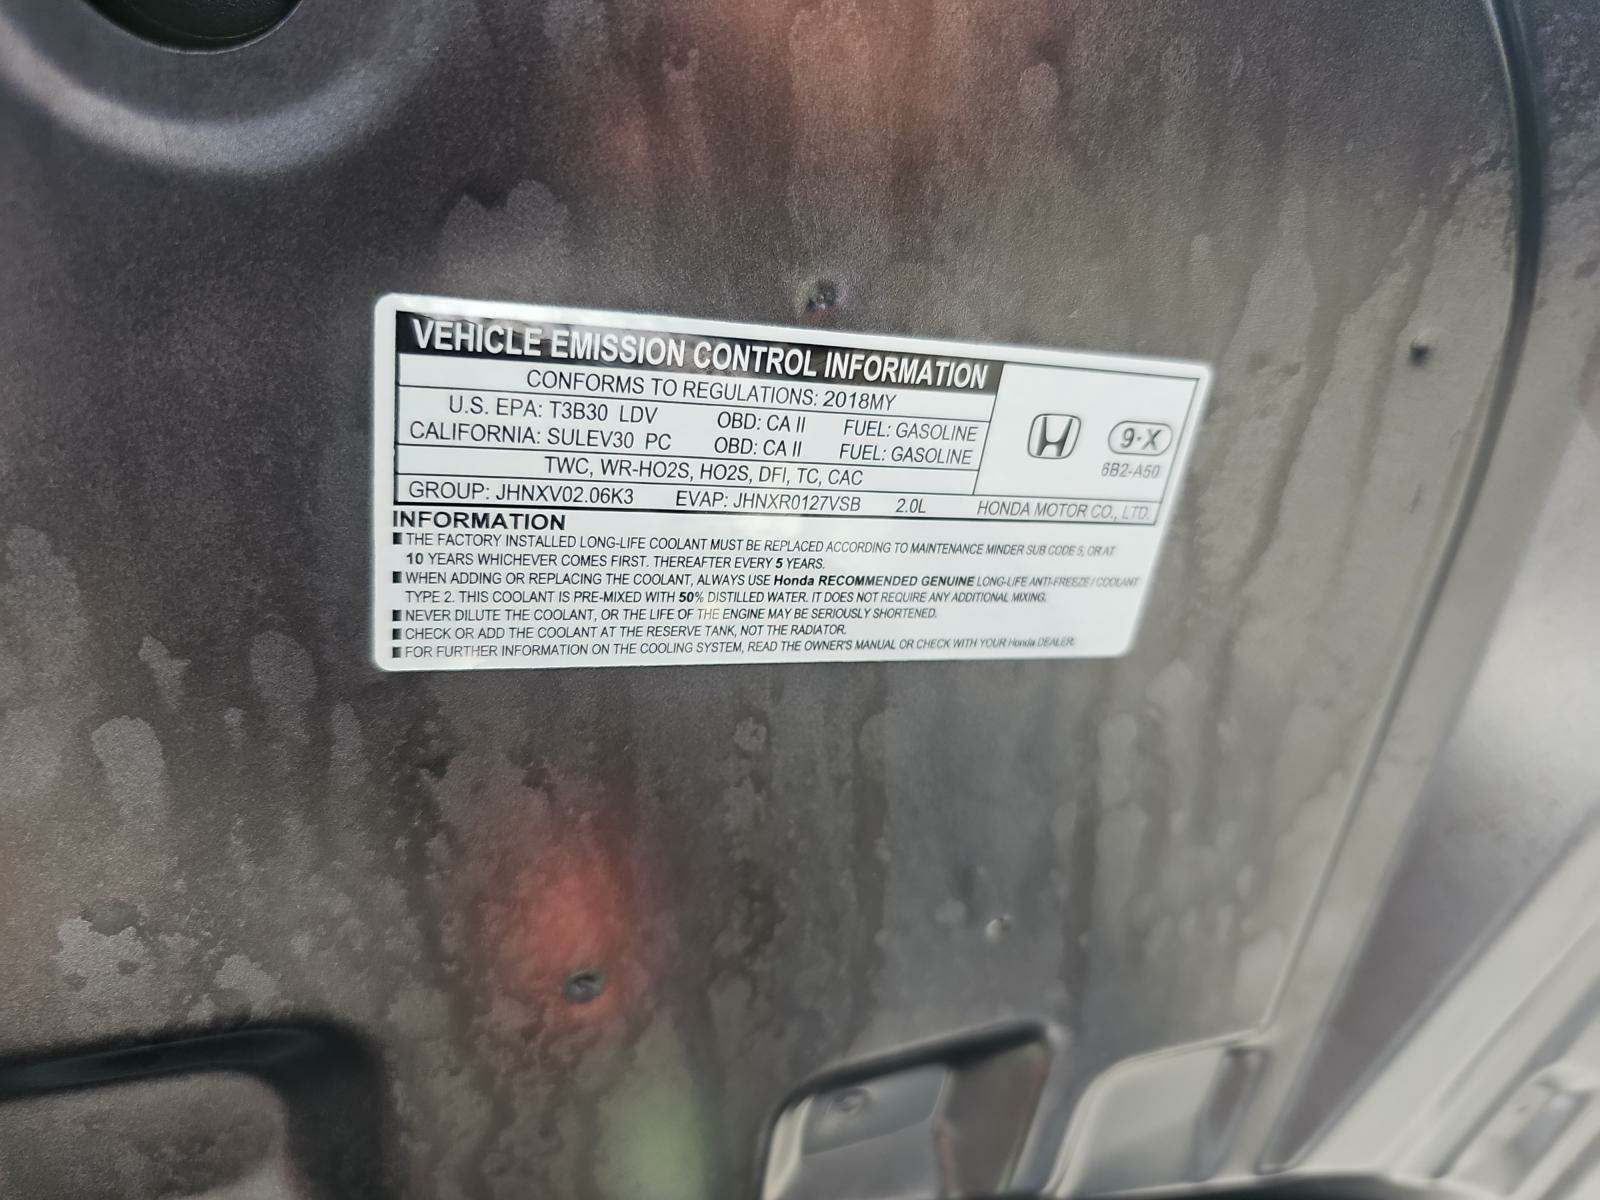 VEHICLE EMISSION CONTROL INFORMATION
CONFORMS TO REGULATIONS: 2018MY
U.S. EPA: T3B30 LDV OBD: CA II FUEL: GASOLINE
CALIFORNIA: SULEV30 PC OBD: CA II FUEL: GASOLINE
TWC, WR-HO2S, HO2S, DFI, TC, CAC
GROUP: JHNXV02.06K3 EVAP: JHNXR0127VSB 2.0L HONDA MOTOR CO., LTD.
9·X
6B2-A50
INFORMATION
THE FACTORY INSTALLED LONG-LIFE COOLANT MUST BE REPLACED ACCORDING TO MAINTENANCE MINDER SUB CODE 5, OR AT
10 YEARS WHICHEVER COMES FIRST. THEREAFTER EVERY 5 YEARS.
WHEN ADDING OR REPLACING THE COOLANT, ALWAYS USE Honda RECOMMENDED GENUINE LONG-LIFE ANTI-FREEZE / COOLANT
TYPE 2. THIS COOLANT IS PRE-MIXED WITH 50% DISTILLED WATER. IT DOES NOT REQUIRE ANY ADDITIONAL MIXING.
NEVER DILUTE THE COOLANT, OR THE LIFE OF THE ENGINE MAY BE SERIOUSLY SHORTENED.
CHECK OR ADD THE COOLANT AT THE RESERVE TANK, NOT THE RADIATOR.
FOR FURTHER INFORMATION ON THE COOLING SYSTEM, READ THE OWNER'S MANUAL OR CHECK WITH YOUR Honda DEALER.